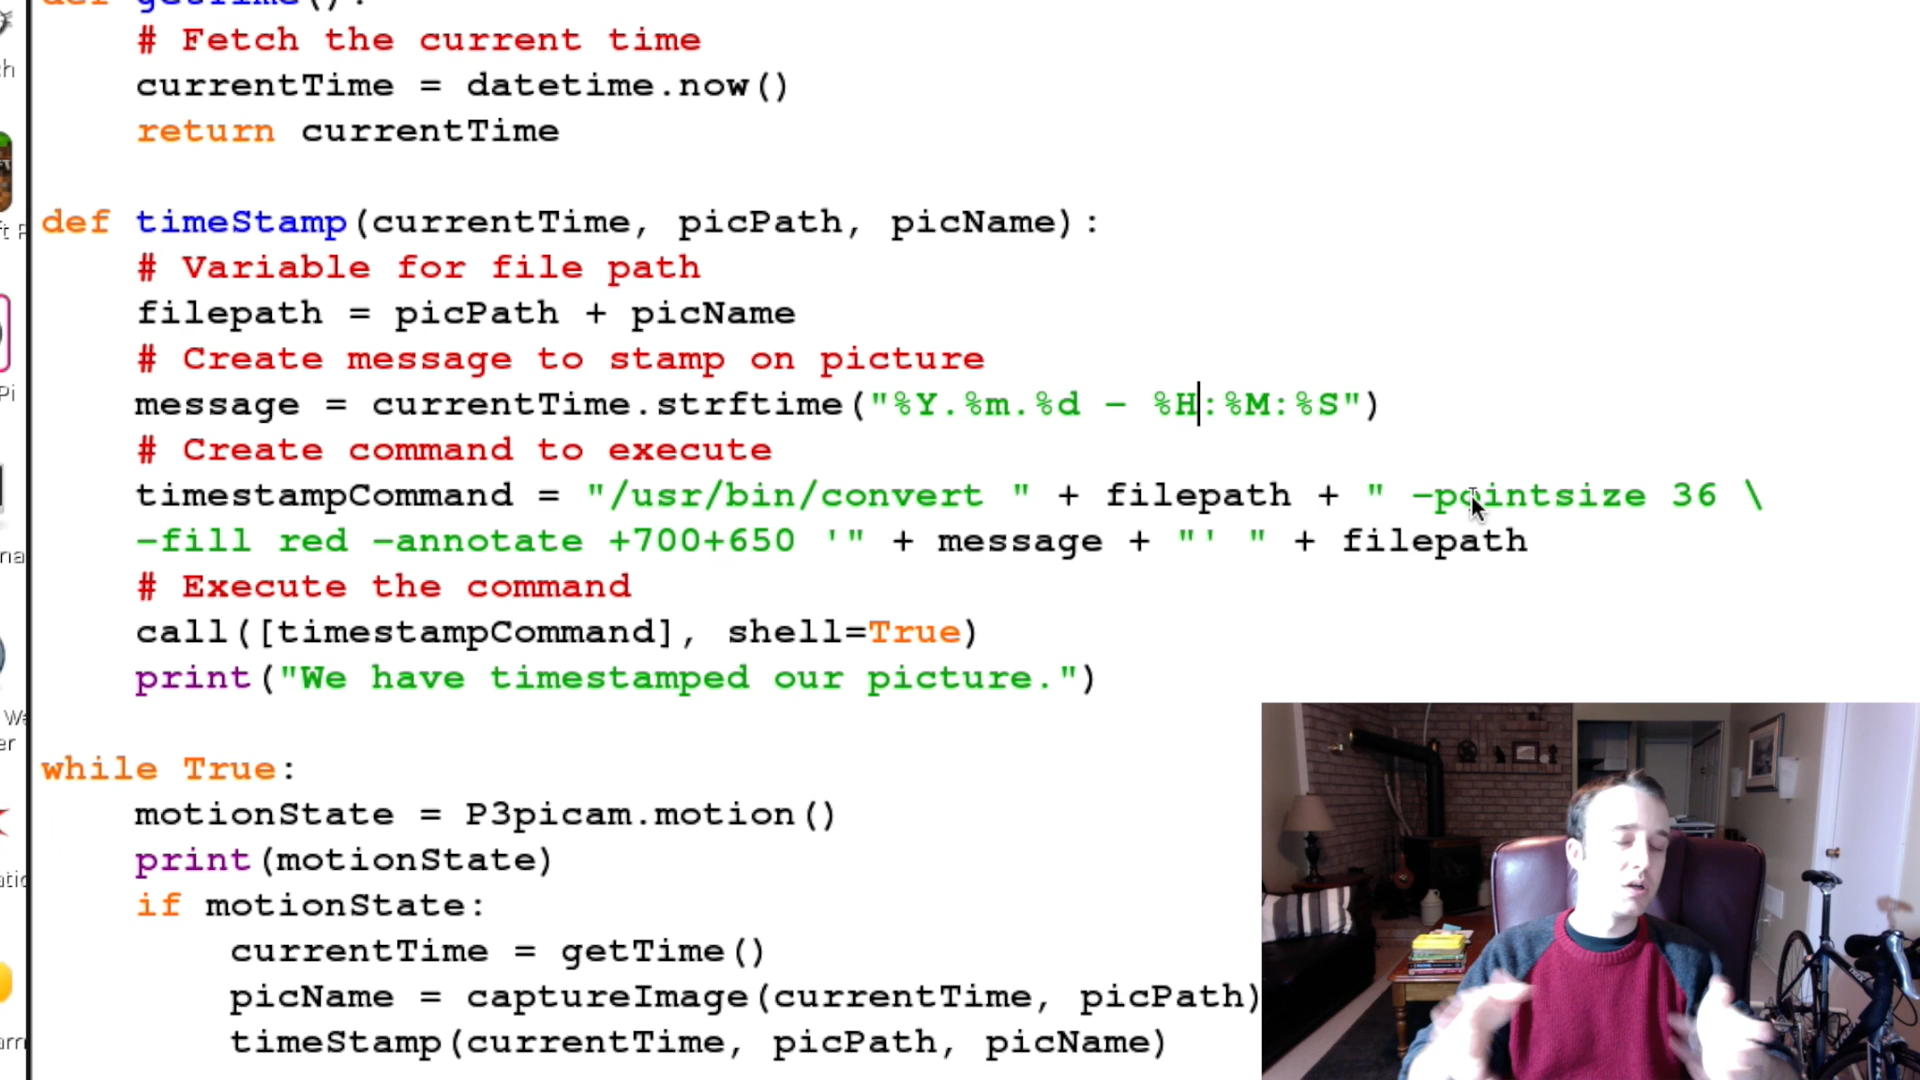 def getTime():
# Fetch the current time
currentTime = datetime.now()
return currentTime
def timeStamp(currentTime, picPath, picName):
# Variable for file path
filepath = picPath + picName
# Create message to stamp on picture
message = currentTime.strftime("%Y.%m.%d - %H:%M:%S")
# Create command to execute
timestampCommand = "/usr/bin/convert " + filepath + " -pointsize 36 \
-fill red -annotate +700+650 '" + message + "' " + filepath
# Execute the command
call([timestampCommand], shell=True)
print("We have timestamped our picture.")
while True:
motionState = P3picam.motion()
print(motionState)
if motionState:
currentTime = getTime()
picName = captureImage(currentTime, picPath)
timeStamp(currentTime, picPath, picName)